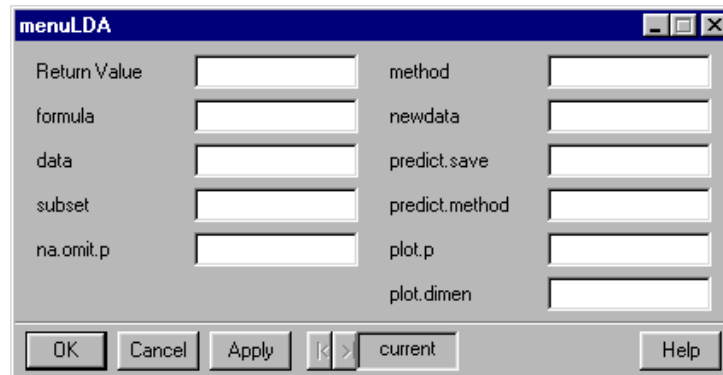 menuLDA
Return Value
formula
data
subset
na.omit.p
method
newdata
predict.save
predict.method
plot.p
plot.dimen
OK Cancel Apply current Help